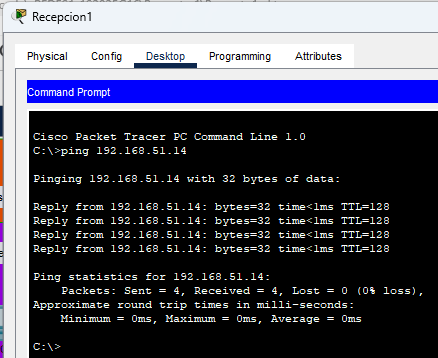 Recepcion1
Physical Config Desktop Programming Attributes
Command Prompt
Cisco Packet Tracer PC Command Line 1.0
C:\>ping 192.168.51.14
Pinging 192.168.51.14 with 32 bytes of data:
Reply from 192.168.51.14: bytes=32 time<1ms TTL=128
Reply from 192.168.51.14: bytes=32 time<1ms TTL=128
Reply from 192.168.51.14: bytes=32 time<1ms TTL=128
Reply from 192.168.51.14: bytes=32 time<1ms TTL=128
Ping statistics for 192.168.51.14:
Packets: Sent = 4, Received = 4, Lost = 0 (0% loss),
Approximate round trip times in milli-seconds:
Minimum = 0ms, Maximum = 0ms, Average = 0ms
C:\>